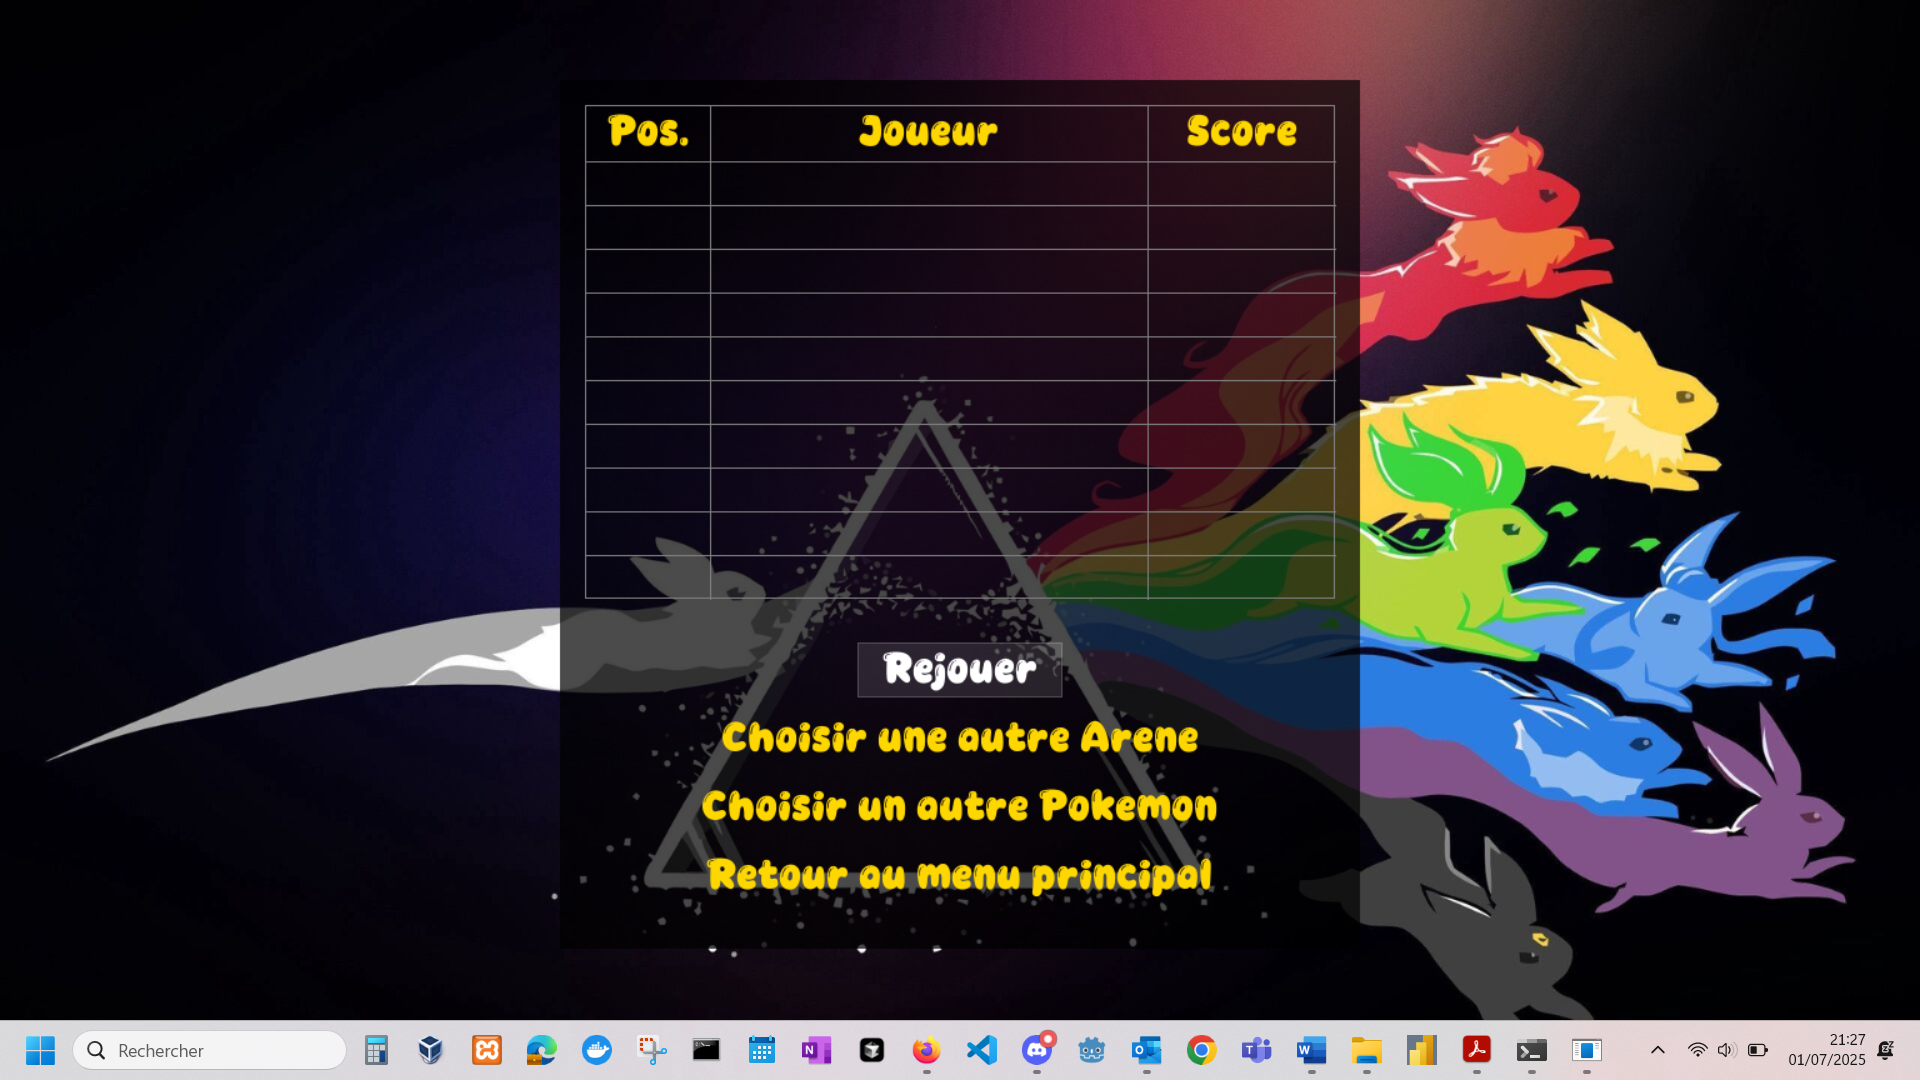 Pos. Joueur Score
Rejouer
Choisir une autre Arene
Choisir un autre Pokemon
Retour au menu principal
Rechercher
21:27
01/07/2025